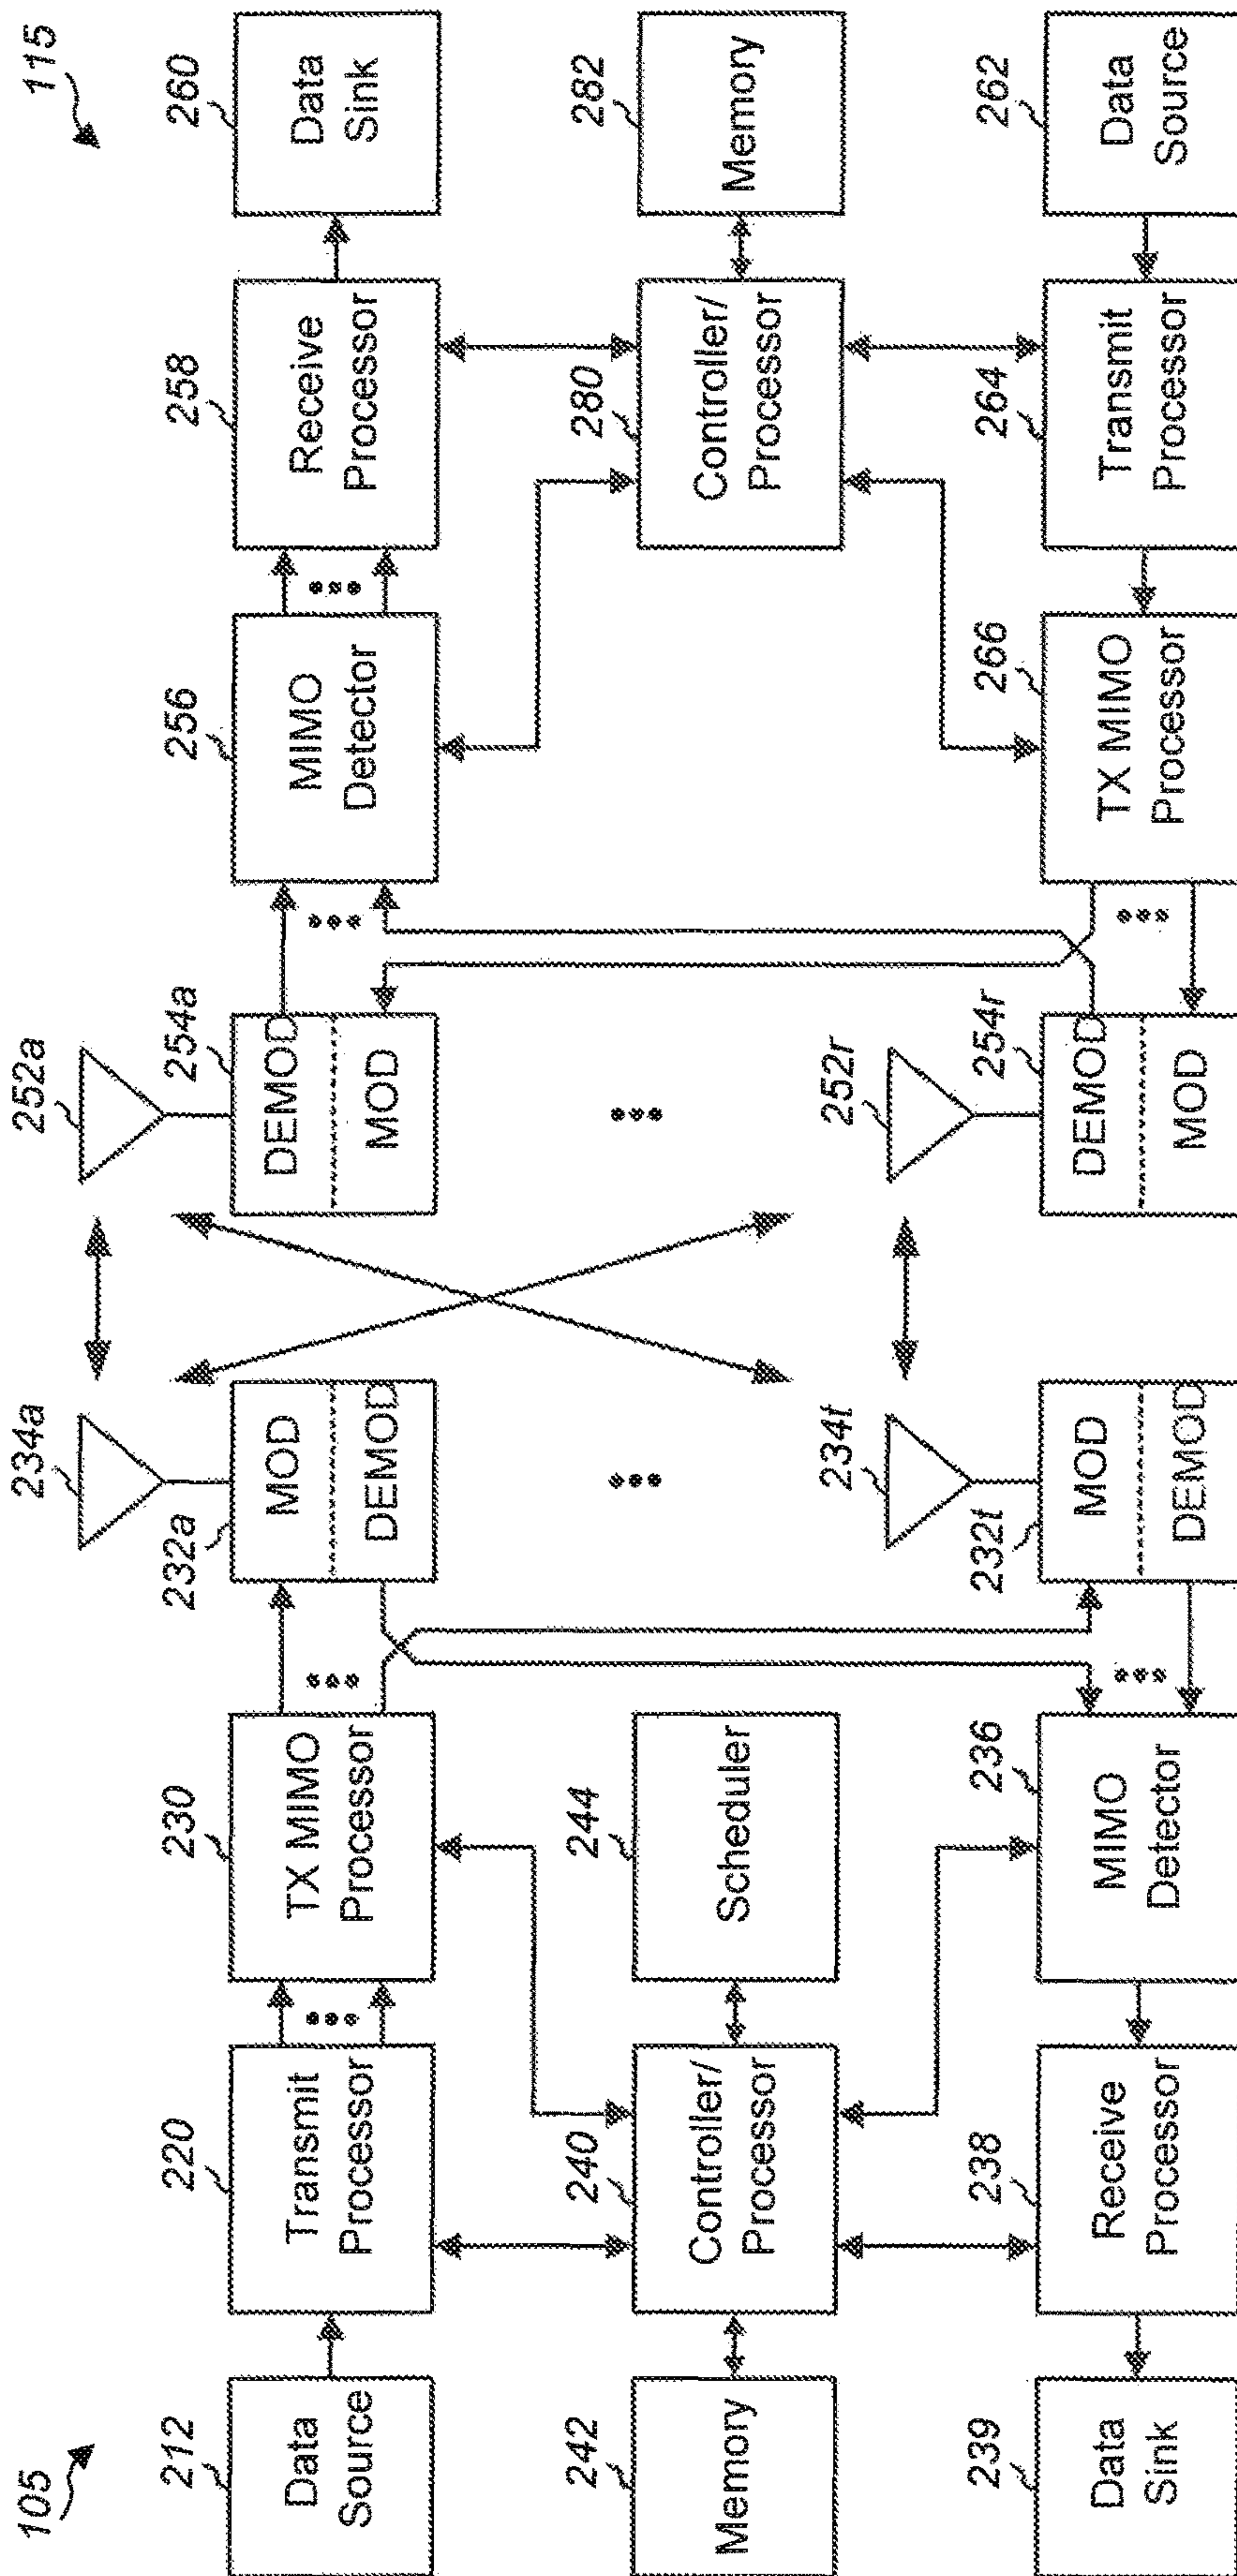 105
115
212
Data
Source
220
Transmit
Processor
230
TX MIMO
Processor
232a
MOD
DEMOD
234a
252a
254a
DEMOD
MOD
256
MIMO
Detector
258
Receive
Processor
260
Data
Sink
242
Memory
240
Controller/
Processor
244
Scheduler
280
Controller/
Processor
282
Memory
239
Data
Sink
238
Receive
Processor
236
MIMO
Detector
232t
MOD
DEMOD
234t
252r
254r
DEMOD
MOD
266
TX MIMO
Processor
264
Transmit
Processor
262
Data
Source